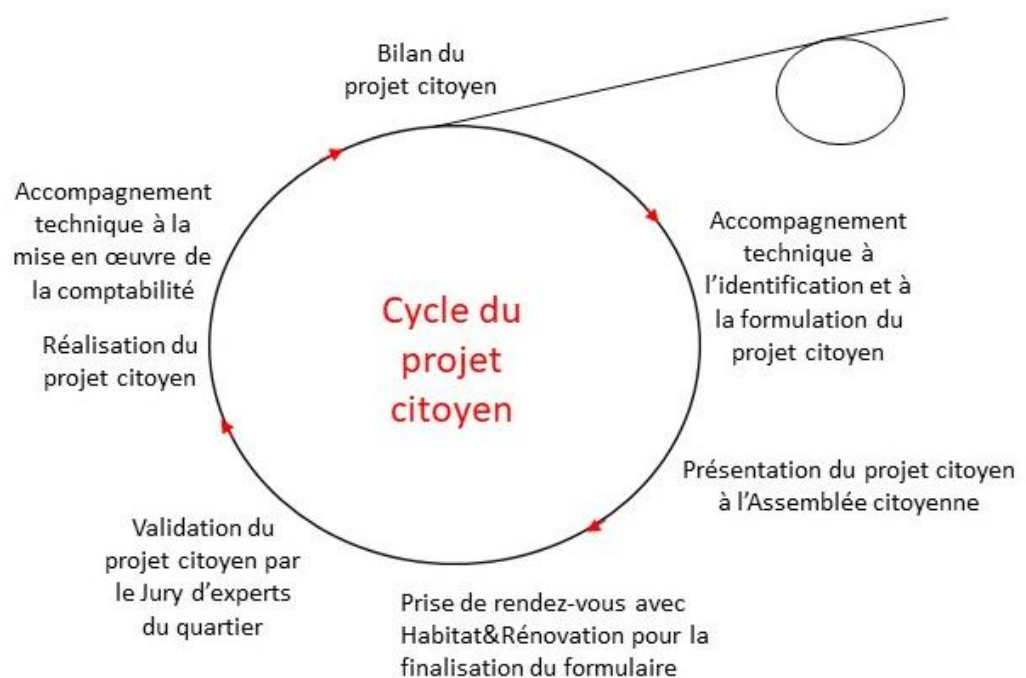 Bilan du
projet citoyen
Accompagnement
technique à
l'identification et à
la formulation du
projet citoyen
Présentation du projet citoyen
à l'Assemblée citoyenne
Prise de rendez-vous avec
Habitat&Rénovation pour la
finalisation du formulaire
Validation du
projet citoyen par
le Jury d'experts
du quartier
Réalisation du
projet citoyen
Accompagnement
technique à la
mise en œuvre de
la comptabilité
Cycle du
projet
citoyen